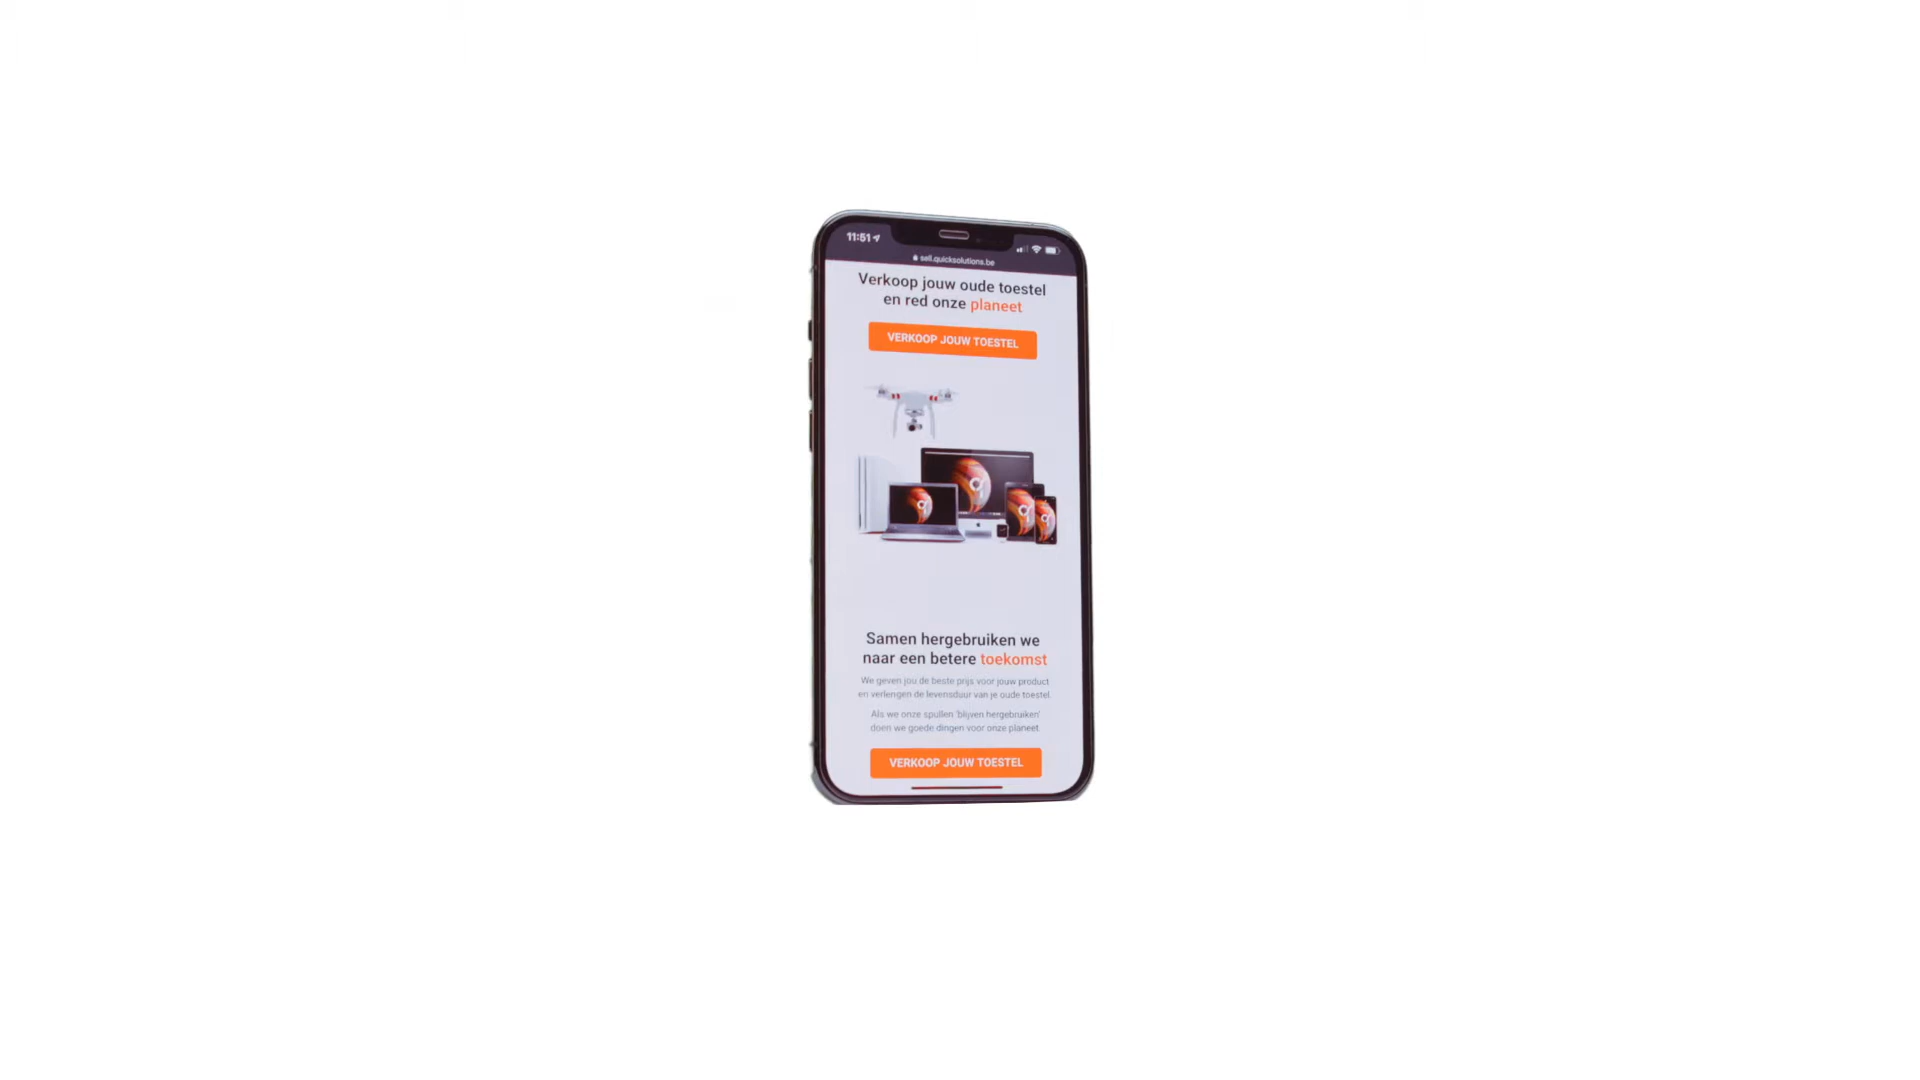 11:51
sell.quicksolutions.be
Verkoop jouw oude toestel
en red onze planeet
VERKOOP JOUW TOESTEL
Samen hergebruiken we
naar een betere toekomst
We geven jou de beste prijs voor jouw product
en verlengen de levensduur van je oude toestel
Als we onze spullen 'blijven hergebruiken'
doen we goede dingen voor onze planeet.
VERKOOP JOUW TOESTEL